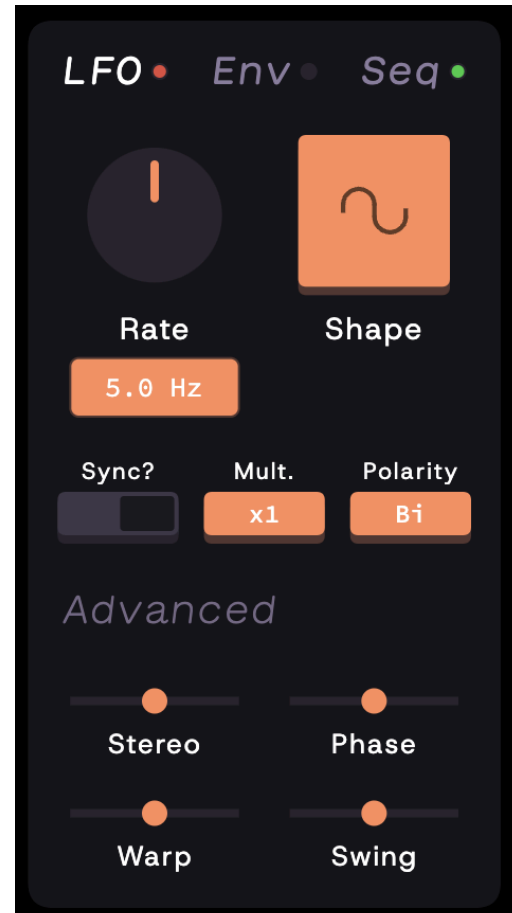 LFO Env Seq
Rate Shape
5.0 Hz
Sync? Mult. Polarity
x1 Bi
Advanced
Stereo Phase
Warp Swing